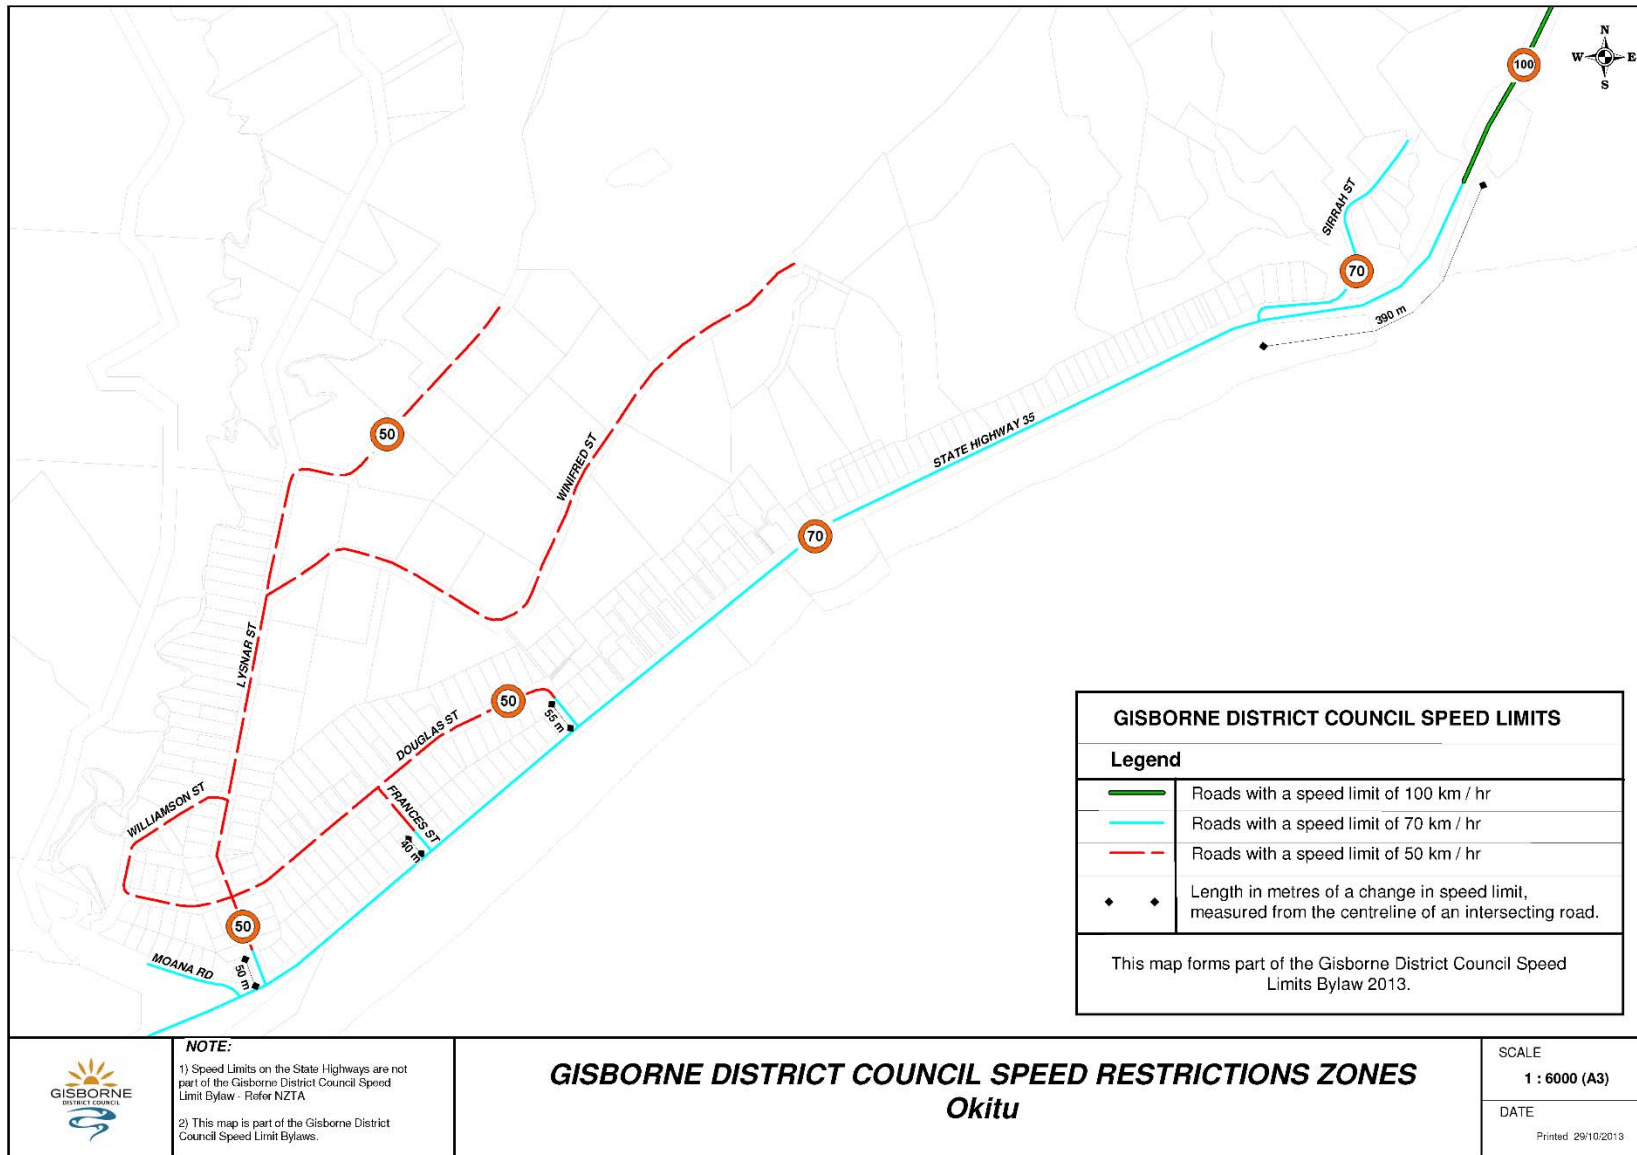 100
N
W E
S
SIRRAH ST
70
390 m
50
WINIFRED ST
STATE HIGHWAY 35
70
LYSNAR ST
50
55 m
DOUGLAS ST
FRANCES ST
40 m
WILLIAMSON ST
50
50 m
MOANA RD
GISBORNE DISTRICT COUNCIL SPEED LIMITS
Legend
Roads with a speed limit of 100 km / hr
Roads with a speed limit of 70 km / hr
Roads with a speed limit of 50 km / hr
Length in metres of a change in speed limit,
measured from the centreline of an intersecting road.
This map forms part of the Gisborne District Council Speed
Limits Bylaw 2013.
GISBORNE
DISTRICT COUNCIL
NOTE:
1) Speed Limits on the State Highways are not
part of the Gisborne District Council Speed
Limit Bylaw - Refer NZTA
2) This map is part of the Gisborne District
Council Speed Limit Bylaws.
GISBORNE DISTRICT COUNCIL SPEED RESTRICTIONS ZONES
Okitu
SCALE
1 : 6000 (A3)
DATE
Printed 29/10/2013